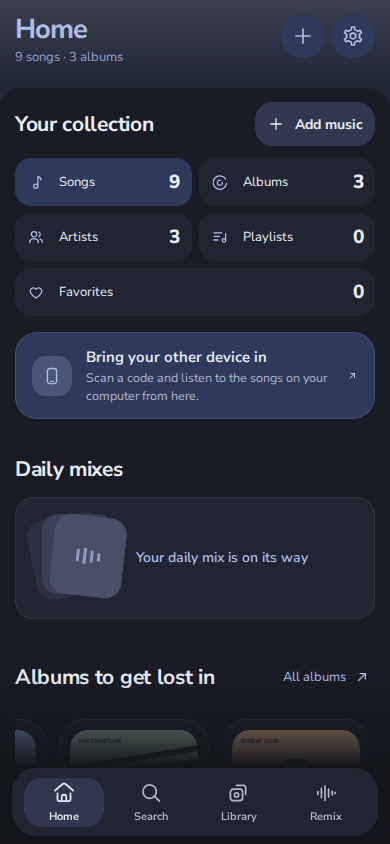 Home
9 songs · 3 albums
Your collection
Add music
Songs 9
Albums 3
Artists 3
Playlists 0
Favorites 0
Bring your other device in
Scan a code and listen to the songs on your
computer from here.
Daily mixes
Your daily mix is on its way
Albums to get lost in
All albums
THE COASTLINE
SUNDAY CLUB
Home
Search
Library
Remix